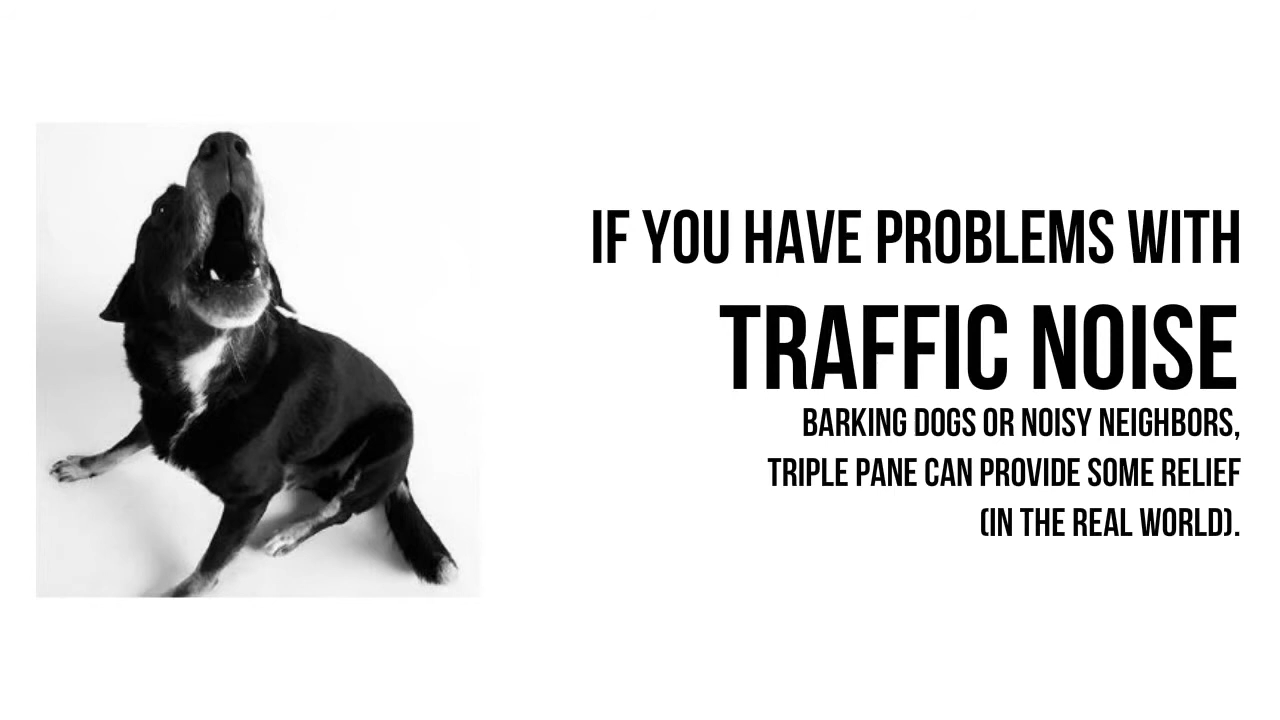 IF YOU HAVE PROBLEMS WITH
TRAFFIC NOISE
BARKING DOGS OR NOISY NEIGHBORS,
TRIPLE PANE CAN PROVIDE SOME RELIEF
(IN THE REAL WORLD).